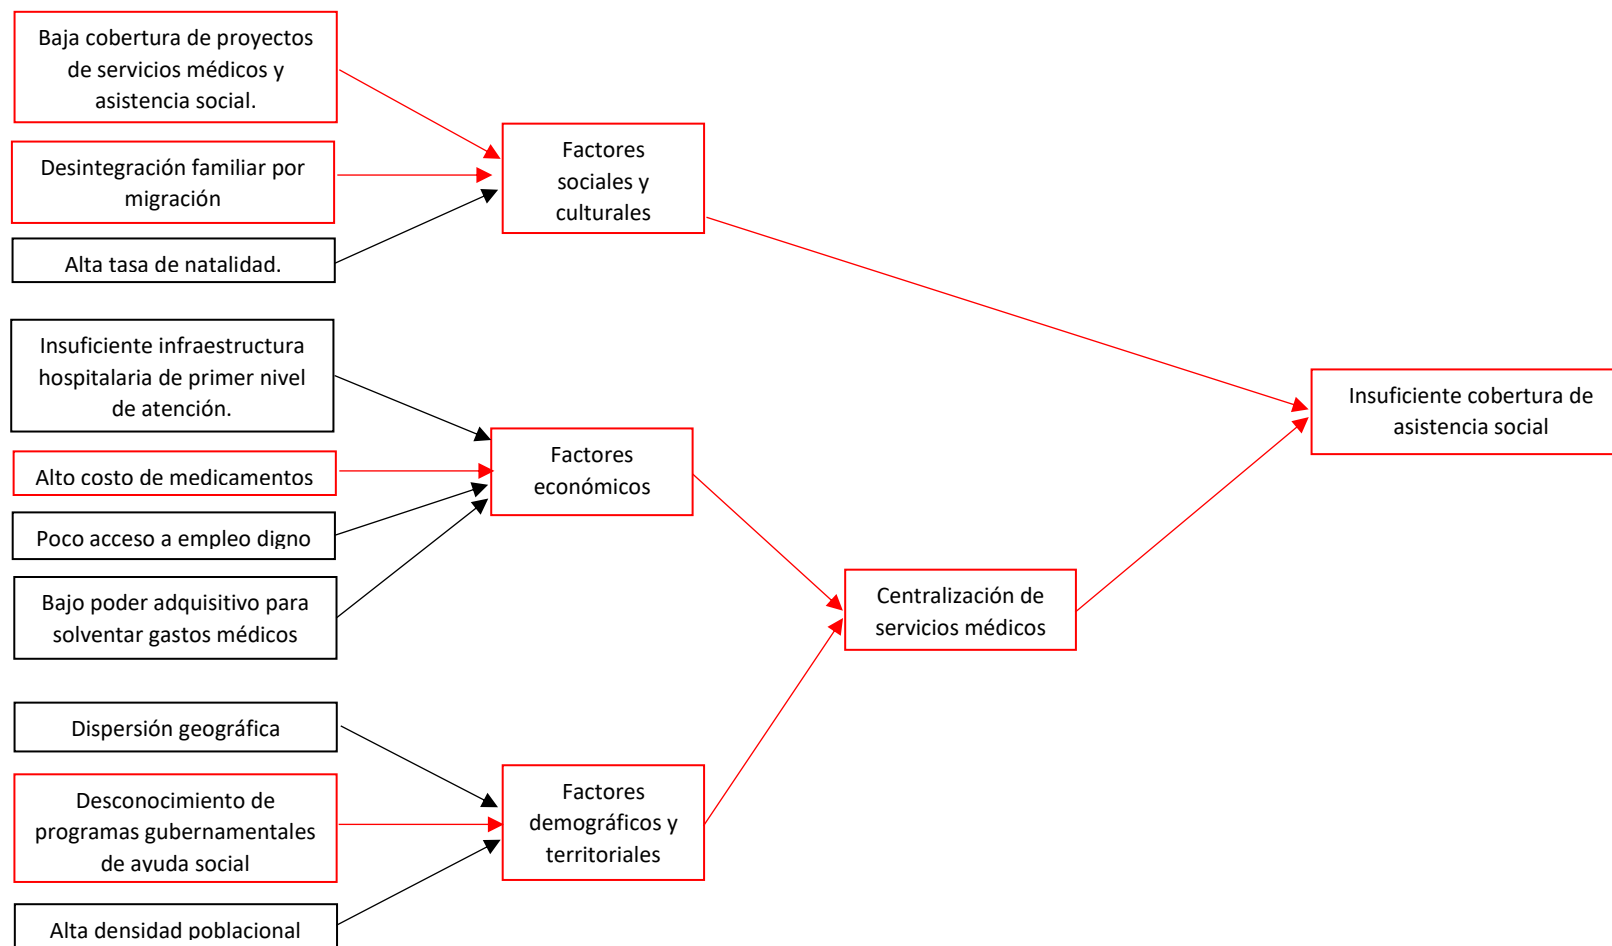 Baja cobertura de proyectos
de servicios médicos y
asistencia social.
Desintegración familiar por
migración
Alta tasa de natalidad.
Factores
sociales y
culturales
Insuficiente infraestructura
hospitalaria de primer nivel
de atención.
Alto costo de medicamentos
Poco acceso a empleo digno
Bajo poder adquisitivo para
solventar gastos médicos
Factores
económicos
Insuficiente cobertura de
asistencia social
Centralización de
servicios médicos
Dispersión geográfica
Desconocimiento de
programas gubernamentales
de ayuda social
Alta densidad poblacional
Factores
demográficos y
territoriales